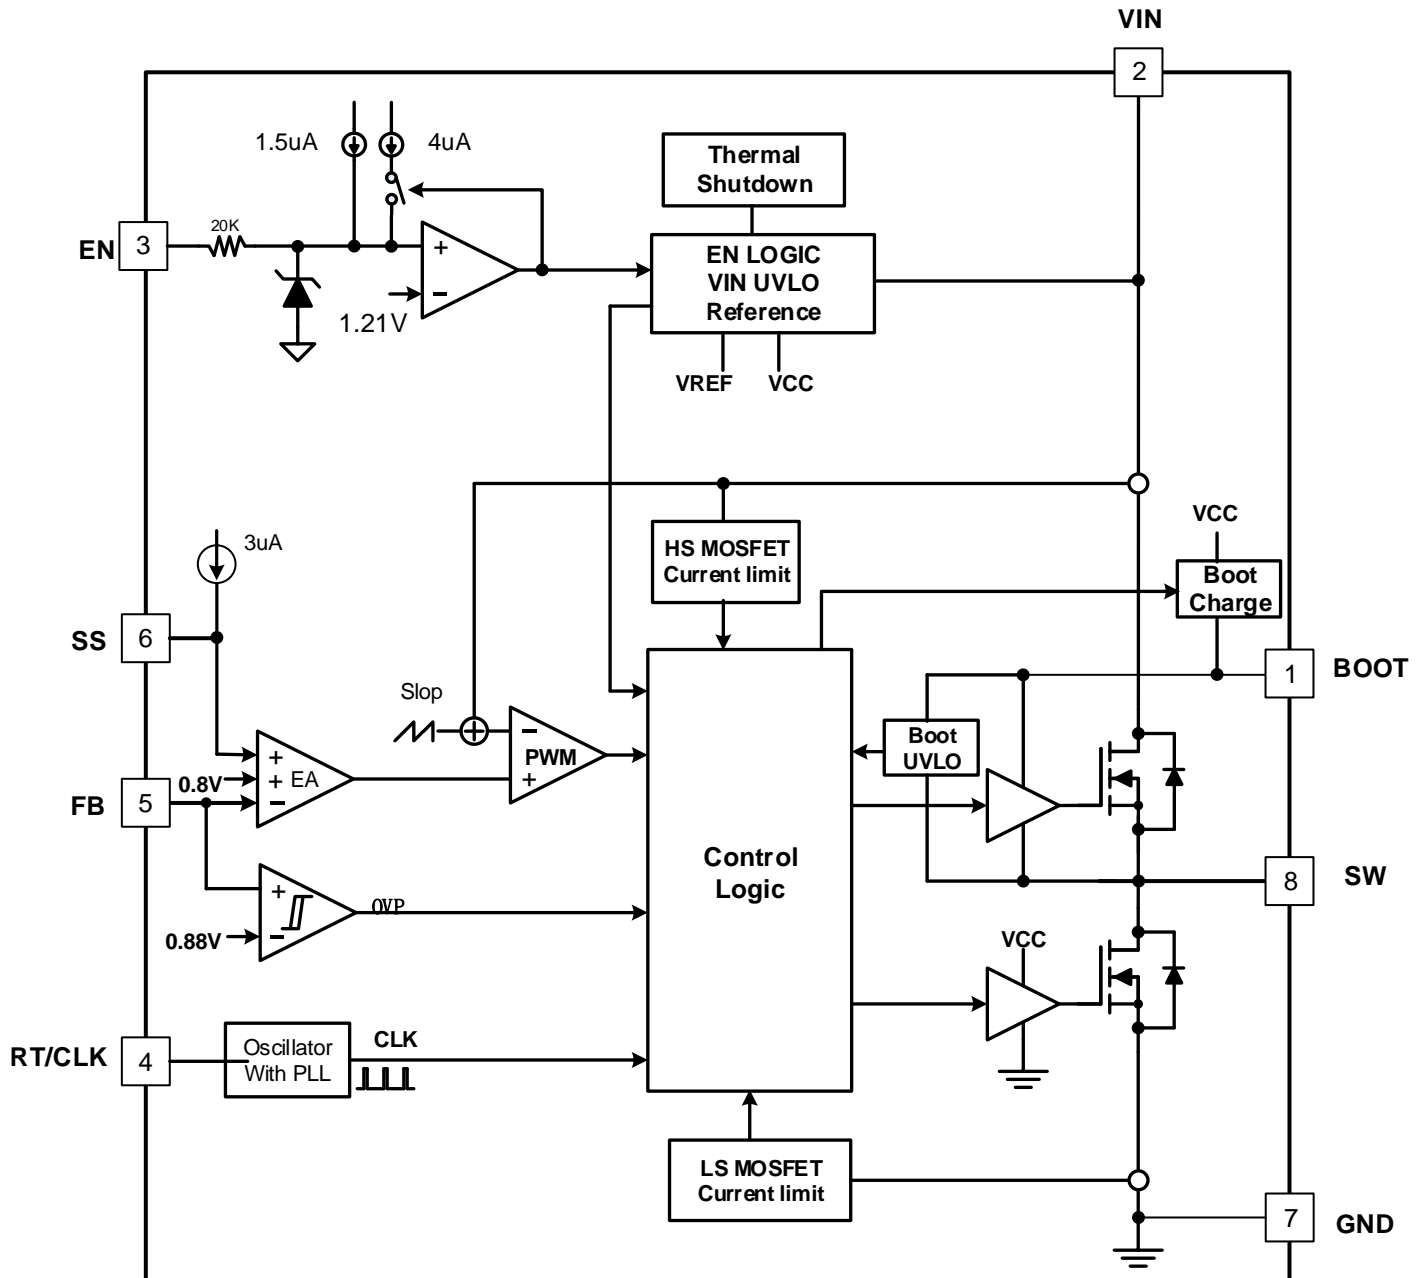 VIN
2
1.5uA
4uA
Thermal
Shutdown
EN
3
20K
+
-
1.21V
EN LOGIC
VIN UVLO
Reference
VREF
VCC
3uA
HS MOSFET
Current limit
VCC
Boot
Charge
SS
6
BOOT
1
Slop
+
-
PWM
+
Boot
UVLO
+
+ EA
-
0.8V
FB
5
Control
Logic
SW
8
+
-
0.88V
OVP
VCC
RT/CLK
4
Oscillator
With PLL
CLK
LS MOSFET
Current limit
7
GND